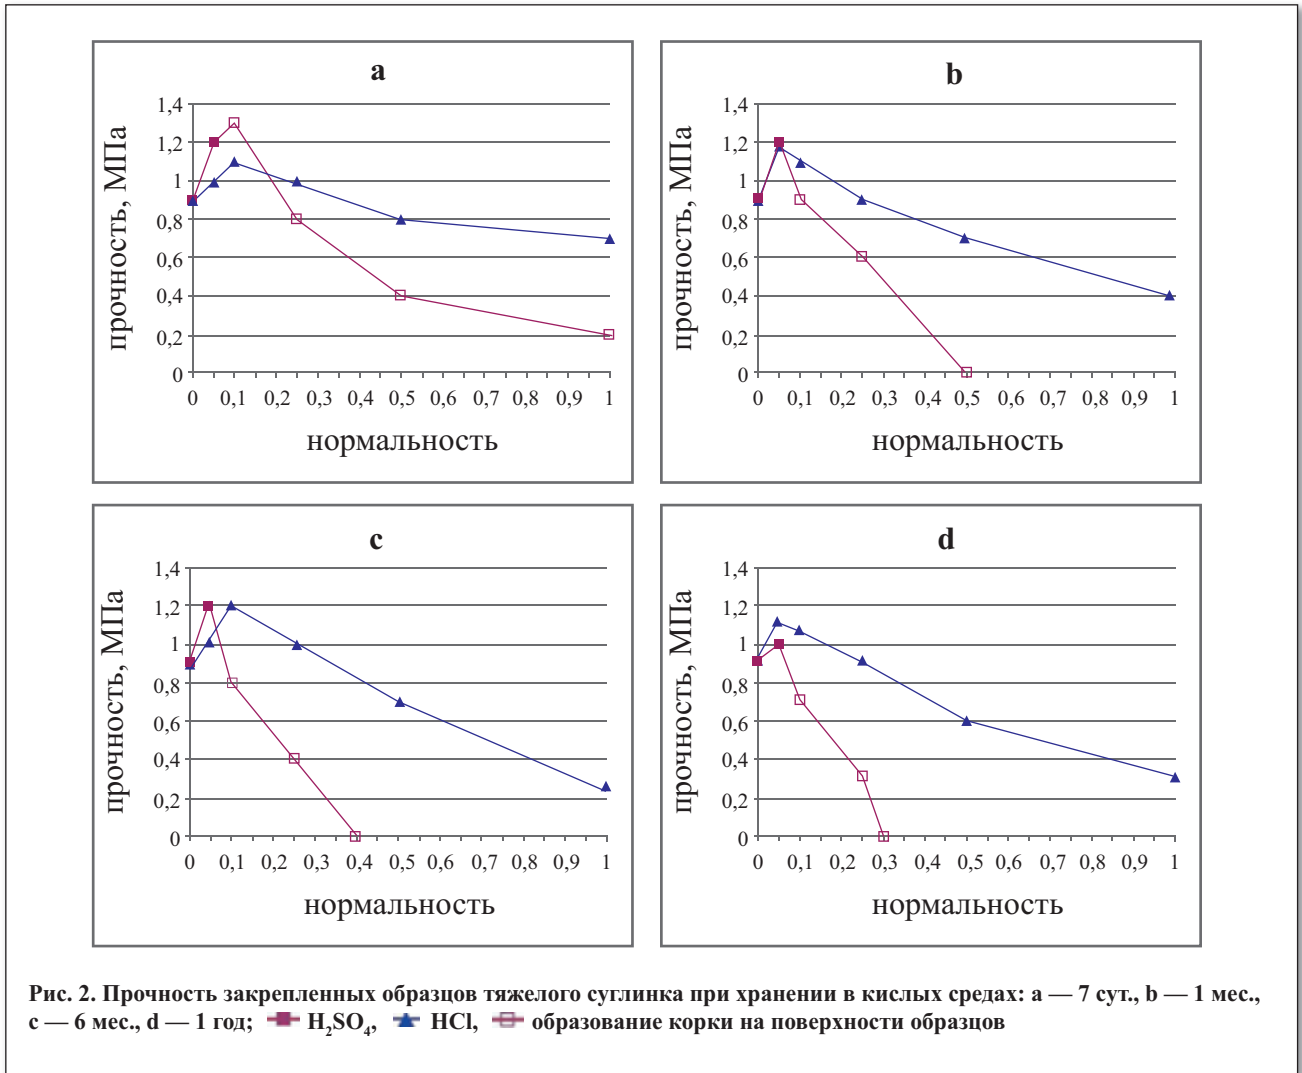 a
1,4
1,2
1
0,8
0,6
0,4
0,2
0
прочность, МПа
0 0,1 0,2 0,3 0,4 0,5 0,7 0,7 0,8 0,9 1
нормальность
b
1,4
1,2
1
0,8
0,6
0,4
0,2
0
прочность, МПа
0 0,1 0,2 0,3 0,4 0,5 0,7 0,7 0,8 0,9 1
нормальность
c
1,4
1,2
1
0,8
0,6
0,4
0,2
0
прочность, МПа
0 0,1 0,2 0,3 0,4 0,5 0,7 0,7 0,8 0,9 1
нормальность
d
1,4
1,2
1
0,8
0,6
0,4
0,2
0
прочность, МПа
0 0,1 0,2 0,3 0,4 0,5 0,7 0,7 0,8 0,9 1
нормальность
Рис. 2. Прочность закрепленных образцов тяжелого суглинка при хранении в кислых средах: a — 7 сут., b — 1 мес.,
c — 6 мес., d — 1 год; H₂SO₄, HCl, образование корки на поверхности образцов